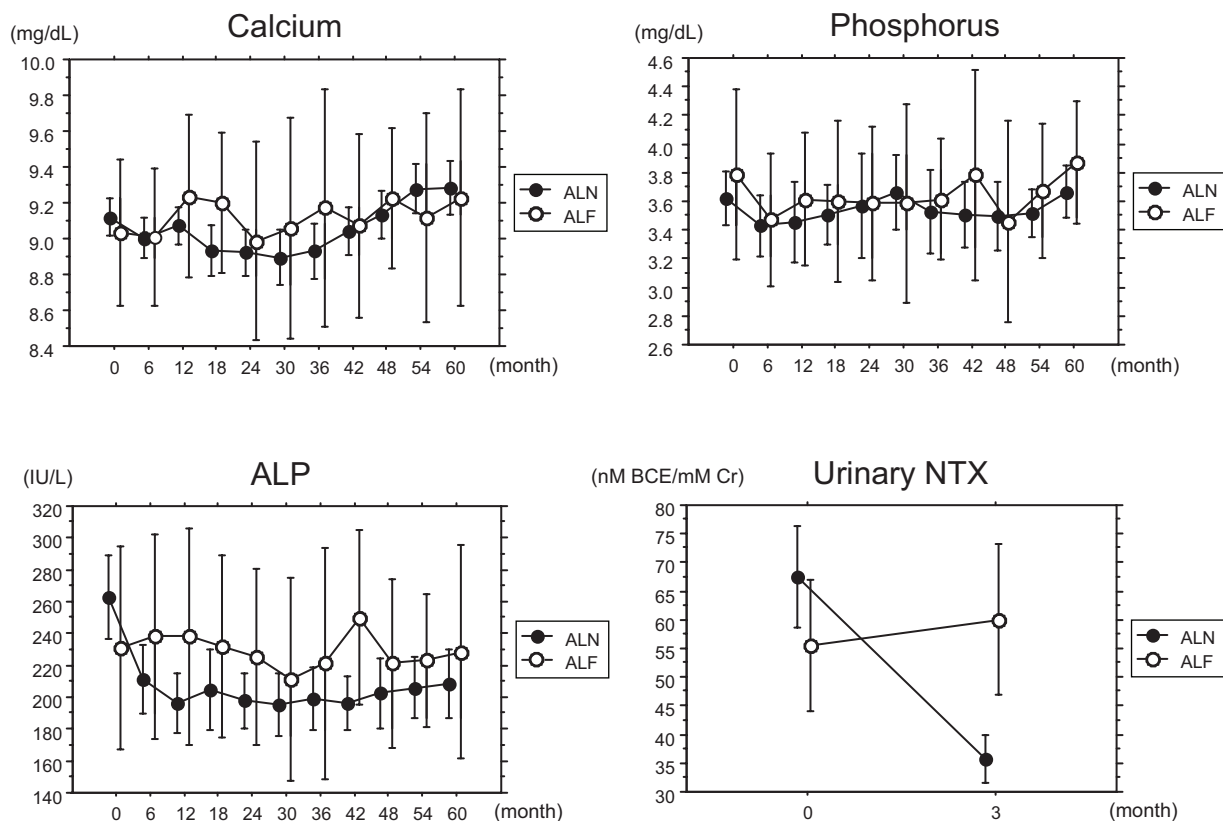 Calcium
(mg/dL)
10.0
9.8
9.6
9.4
9.2
9.0
8.8
8.6
8.4
0 6 12 18 24 30 36 42 48 54 60 (month)
ALN
ALF
Phosphorus
(mg/dL)
4.6
4.4
4.2
4.0
3.8
3.6
3.4
3.2
3.0
2.8
2.6
0 6 12 18 24 30 36 42 48 54 60 (month)
ALN
ALF
ALP
(IU/L)
320
300
280
260
240
220
200
180
160
140
0 6 12 18 24 30 36 42 48 54 60 (month)
ALN
ALF
Urinary NTX
(nM BCE/mM Cr)
80
75
70
65
60
55
50
45
40
35
30
0 3 (month)
ALN
ALF